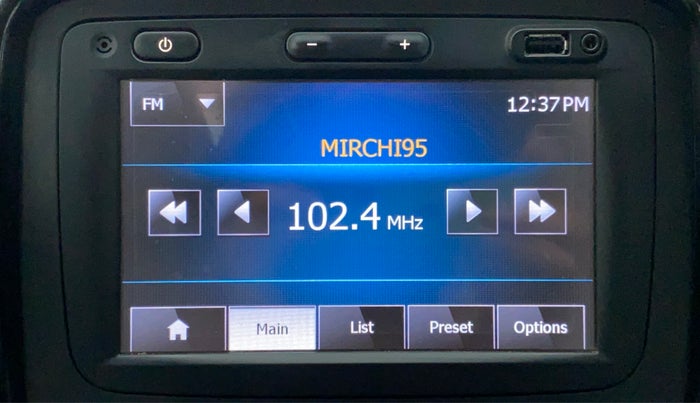 FM
12:37PM
MIRCHI95
102.4 MHz
Main
List
Preset
Options